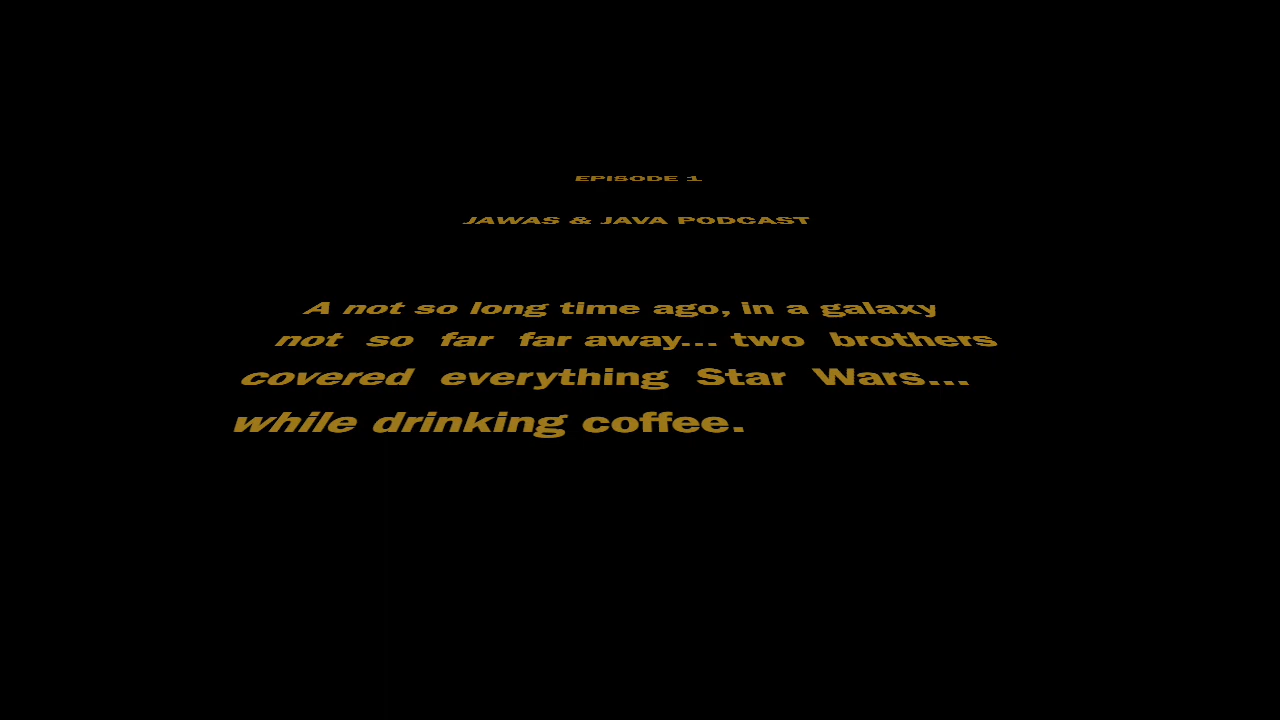 EPISODE 1
JAWAS & JAVA PODCAST
A not so long time ago, in a galaxy
not so far far away... two brothers
covered everything Star Wars...
while drinking coffee.